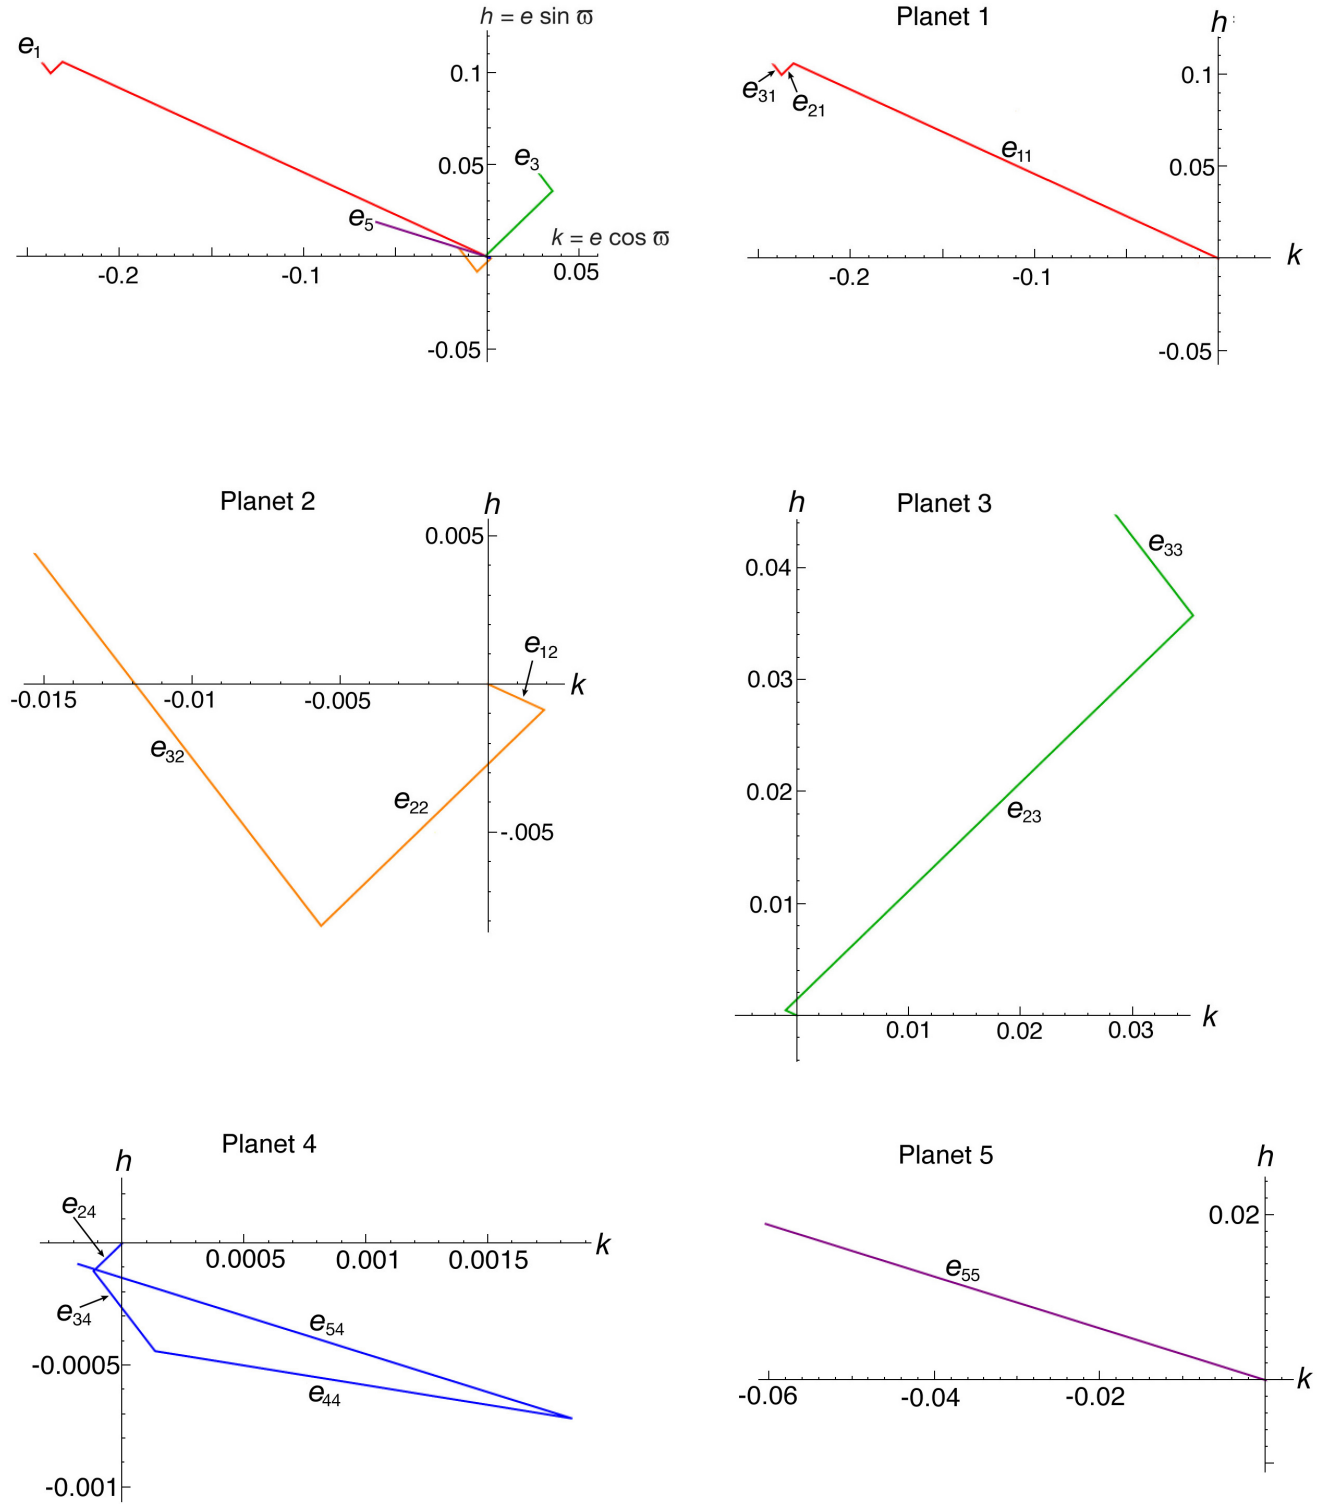 h = e sin ϖ
e1
0.1
0.05
e3
e5
k = e cos ϖ
-0.2
-0.1
0.05
-0.05
Planet 1
h
0.1
e31
e21
e11
0.05
-0.2
-0.1
k
-0.05
Planet 2
h
0.005
e12
-0.015
-0.01
-0.005
k
e32
e22
-.005
Planet 3
h
e33
0.04
0.03
0.02
e23
0.01
0.01
0.02
0.03
k
Planet 4
h
e24
0.0005
0.001
0.0015
k
e34
e54
-0.0005
e44
-0.001
Planet 5
h
0.02
e55
-0.06
-0.04
-0.02
k